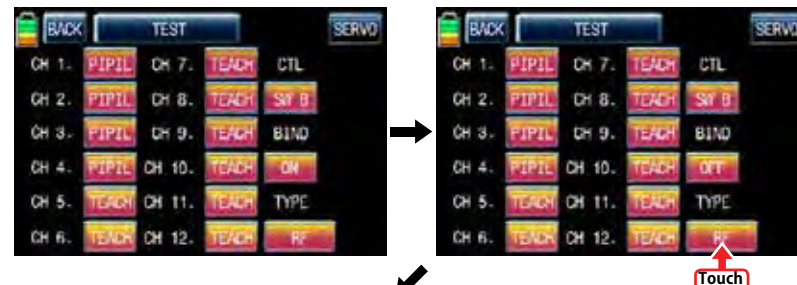 BACK TEST SERVO
CH 1. PIPIL CH 7. TEACH CTL
CH 2. PIPIL CH 8. TEACH SW B
CH 3. PIPIL CH 9. TEACH BIND
CH 4. PIPIL CH 10. TEACH ON
CH 5. TEACH CH 11. TEACH TYPE
CH 6. TEACH CH 12. TEACH RF
BACK TEST SERVO
CH 1. PIPIL CH 7. TEACH CTL
CH 2. PIPIL CH 8. TEACH SW B
CH 3. PIPIL CH 9. TEACH BIND
CH 4. PIPIL CH 10. TEACH OFF
CH 5. TEACH CH 11. TEACH TYPE
CH 6. TEACH CH 12. TEACH RF
Touch